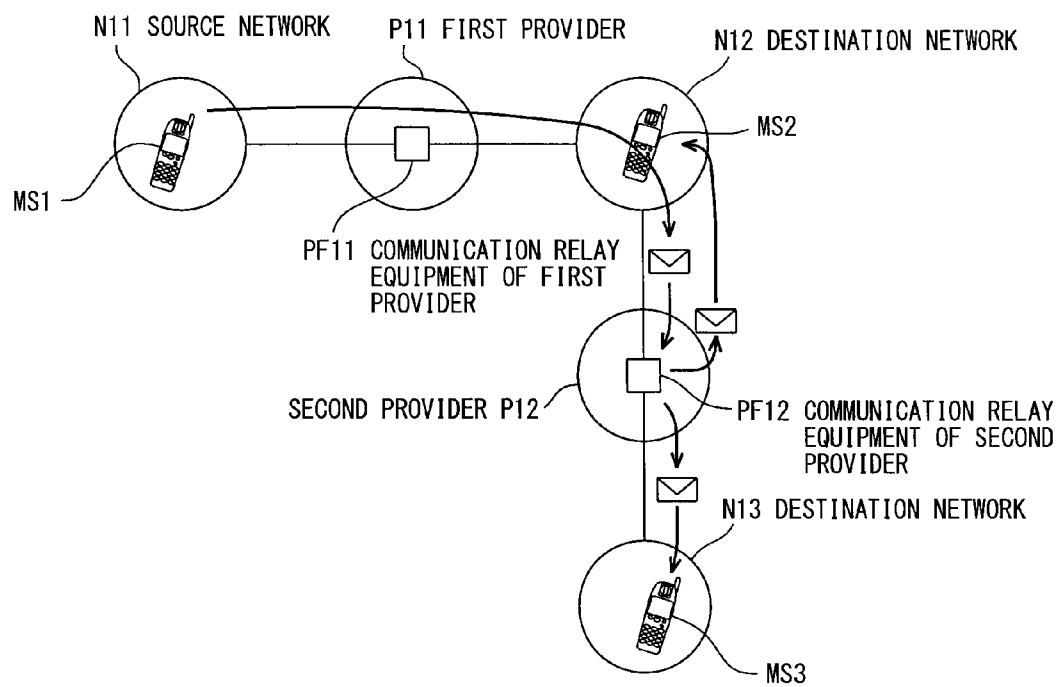 N11 SOURCE NETWORK
P11 FIRST PROVIDER
N12 DESTINATION NETWORK
MS2
MS1
PF11 COMMUNICATION RELAY
EQUIPMENT OF FIRST
PROVIDER
SECOND PROVIDER P12
PF12 COMMUNICATION RELAY
EQUIPMENT OF SECOND
PROVIDER
N13 DESTINATION NETWORK
MS3